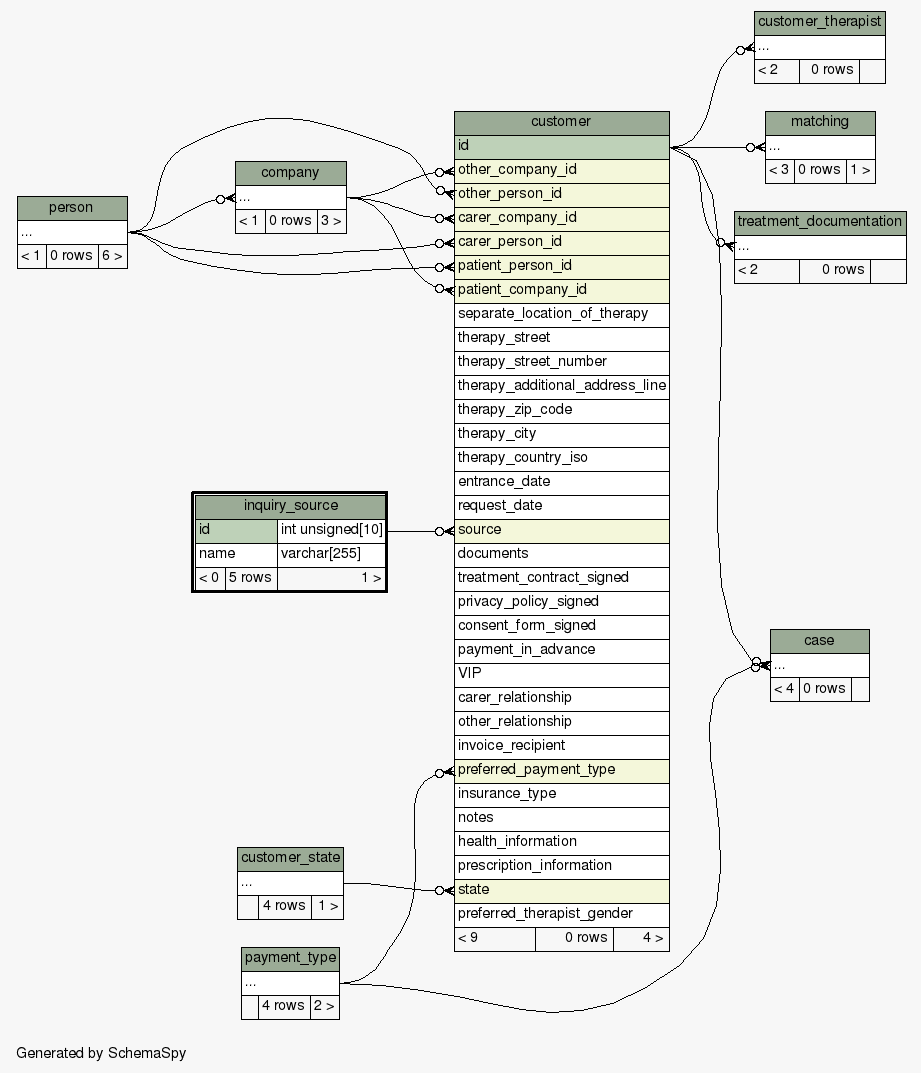 customer_therapist
...
< 2 0 rows
customer
id
other_company_id
other_person_id
carer_company_id
carer_person_id
patient_person_id
patient_company_id
separate_location_of_therapy
therapy_street
therapy_street_number
therapy_additional_address_line
therapy_zip_code
therapy_city
therapy_country_iso
entrance_date
request_date
source
documents
treatment_contract_signed
privacy_policy_signed
consent_form_signed
payment_in_advance
VIP
carer_relationship
other_relationship
invoice_recipient
preferred_payment_type
insurance_type
notes
health_information
prescription_information
state
preferred_therapist_gender
< 9 0 rows 4 >
matching
...
< 3 0 rows 1 >
company
...
< 1 0 rows 3 >
person
...
< 1 0 rows 6 >
treatment_documentation
...
< 2 0 rows
inquiry_source
id int unsigned[10]
name varchar[255]
< 0 5 rows 1 >
case
...
< 4 0 rows
customer_state
...
4 rows 1 >
payment_type
...
4 rows 2 >
Generated by SchemaSpy